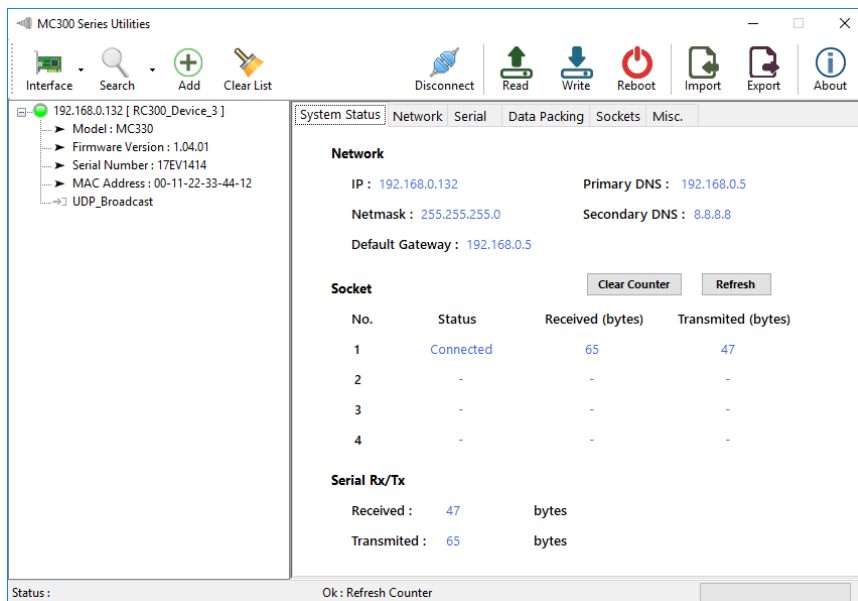 MC300 Series Utilities
Interface Search Add Clear List Disconnect Read Write Reboot Import Export About
192.168.0.132 [ RC300_Device_3 ]
Model : MC330
Firmware Version : 1.04.01
Serial Number : 17EV1414
MAC Address : 00-11-22-33-44-12
UDP_Broadcast
System Status Network Serial Data Packing Sockets Misc.
Network
IP : 192.168.0.132 Primary DNS : 192.168.0.5
Netmask : 255.255.255.0 Secondary DNS : 8.8.8.8
Default Gateway : 192.168.0.5
Socket Clear Counter Refresh
No. Status Received (bytes) Transmited (bytes)
1 Connected 65 47
2 - - -
3 - - -
4 - - -
Serial Rx/Tx
Received : 47 bytes
Transmited : 65 bytes
Status : Ok : Refresh Counter